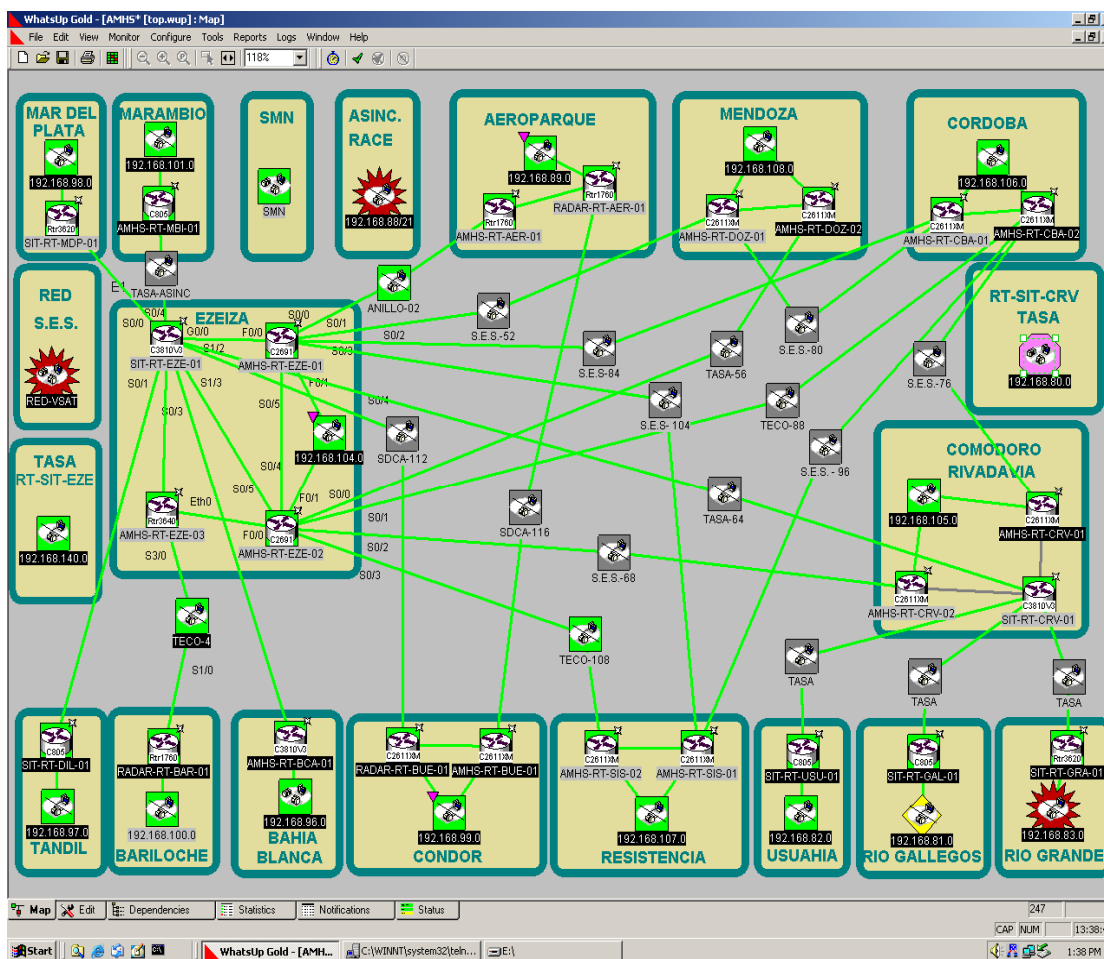 WhatsUp Gold - [AMHS* [top.wup] : Map]
File Edit View Monitor Configure Tools Reports Logs Window Help
118%
MAR DEL
PLATA
192.168.98.0
Rtr3620
SIT-RT-MDP-01
MARAMBIO
192.168.101.0
C805
AMHS-RT-MBI-01
SMN
SMN
ASINC.
RACE
192.168.88/21
AEROPARQUE
192.168.89.0
Rtr1760
RADAR-RT-AER-01
Rtr1760
AMHS-RT-AER-01
MENDOZA
192.168.108.0
C2611XM
AMHS-RT-DOZ-01
C2611XM
AMHS-RT-DOZ-02
CORDOBA
192.168.106.0
C2611XM
AMHS-RT-CBA-01
C2611XM
AMHS-RT-CBA-02
RED
S.E.S.
RED-VSAT
E1
TASA-ASINC
S0/4
S0/0
G0/0
S1/2
S0/1
S1/3
S0/3
EZEIZA
C3810V3
SIT-RT-EZE-01
F0/0
S0/0
S0/1
S0/2
S0/3
C2691
AMHS-RT-EZE-01
F0/1
S0/4
S0/5
192.168.104.0
S0/4
S0/5
F0/1
S0/0
Eth0
F0/0
S0/1
S0/2
S0/3
Rtr3640
AMHS-RT-EZE-03
S3/0
C2691
AMHS-RT-EZE-02
ANILLO-02
S.E.S.-52
S.E.S-84
TASA-56
S.E.S.-80
S.E.S.-76
SDCA-112
S.E.S- 104
TECO-88
S.E.S.- 96
SDCA-116
TASA-64
S.E.S.-68
TECO-108
RT-SIT-CRV
TASA
192.168.80.0
TASA
RT-SIT-EZE
192.168.140.0
COMODORO
RIVADAVIA
192.168.105.0
C2611XM
AMHS-RT-CRV-01
C2611XM
AMHS-RT-CRV-02
C3810V3
SIT-RT-CRV-01
TECO-4
S1/0
TASA
TASA
TASA
C805
SIT-RT-DIL-01
192.168.97.0
TANDIL
Rtr1760
RADAR-RT-BAR-01
192.168.100.0
BARILOCHE
C3810V3
AMHS-RT-BCA-01
192.168.96.0
BAHIA
BLANCA
C2611XM
RADAR-RT-BUE-01
C2611XM
AMHS-RT-BUE-01
192.168.99.0
CONDOR
C2611XM
AMHS-RT-SIS-02
C2611XM
AMHS-RT-SIS-01
192.168.107.0
RESISTENCIA
C805
SIT-RT-USU-01
192.168.82.0
USUAHIA
C805
SIT-RT-GAL-01
192.168.81.0
RIO GALLEGOS
Rtr3620
SIT-RT-GRA-01
192.168.83.0
RIO GRANDE
Map Edit Dependencies Statistics Notifications Status
247
CAP NUM 13:38:
Start WhatsUp Gold - [AMH... C:\WINNT\system32\teln... E:\ 1:38 PM